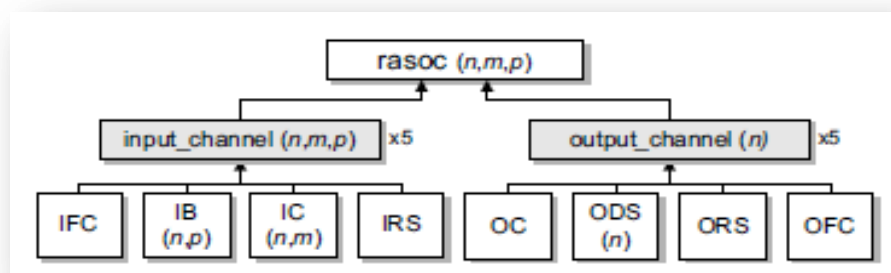 rasoc (n,m,p)
input_channel (n,m,p) x5
output_channel (n) x5
IFC
IB
(n,p)
IC
(n,m)
IRS
OC
ODS
(n)
ORS
OFC